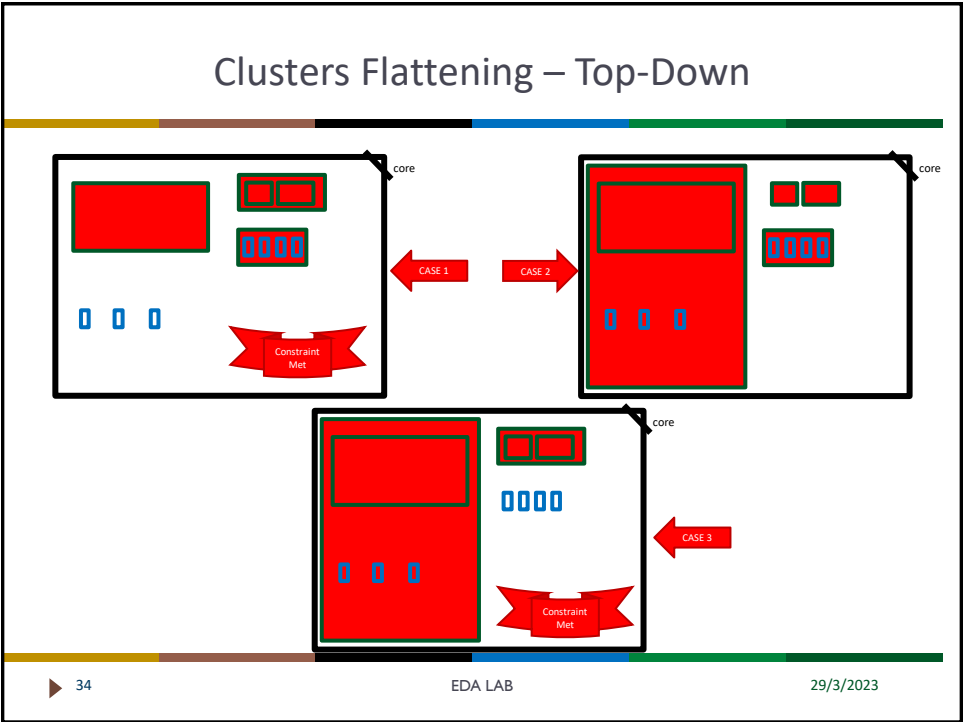 Clusters Flattening – Top-Down
core
core
CASE 1
CASE 2
Constraint
Met
core
CASE 3
Constraint
Met
34
EDA LAB
29/3/2023